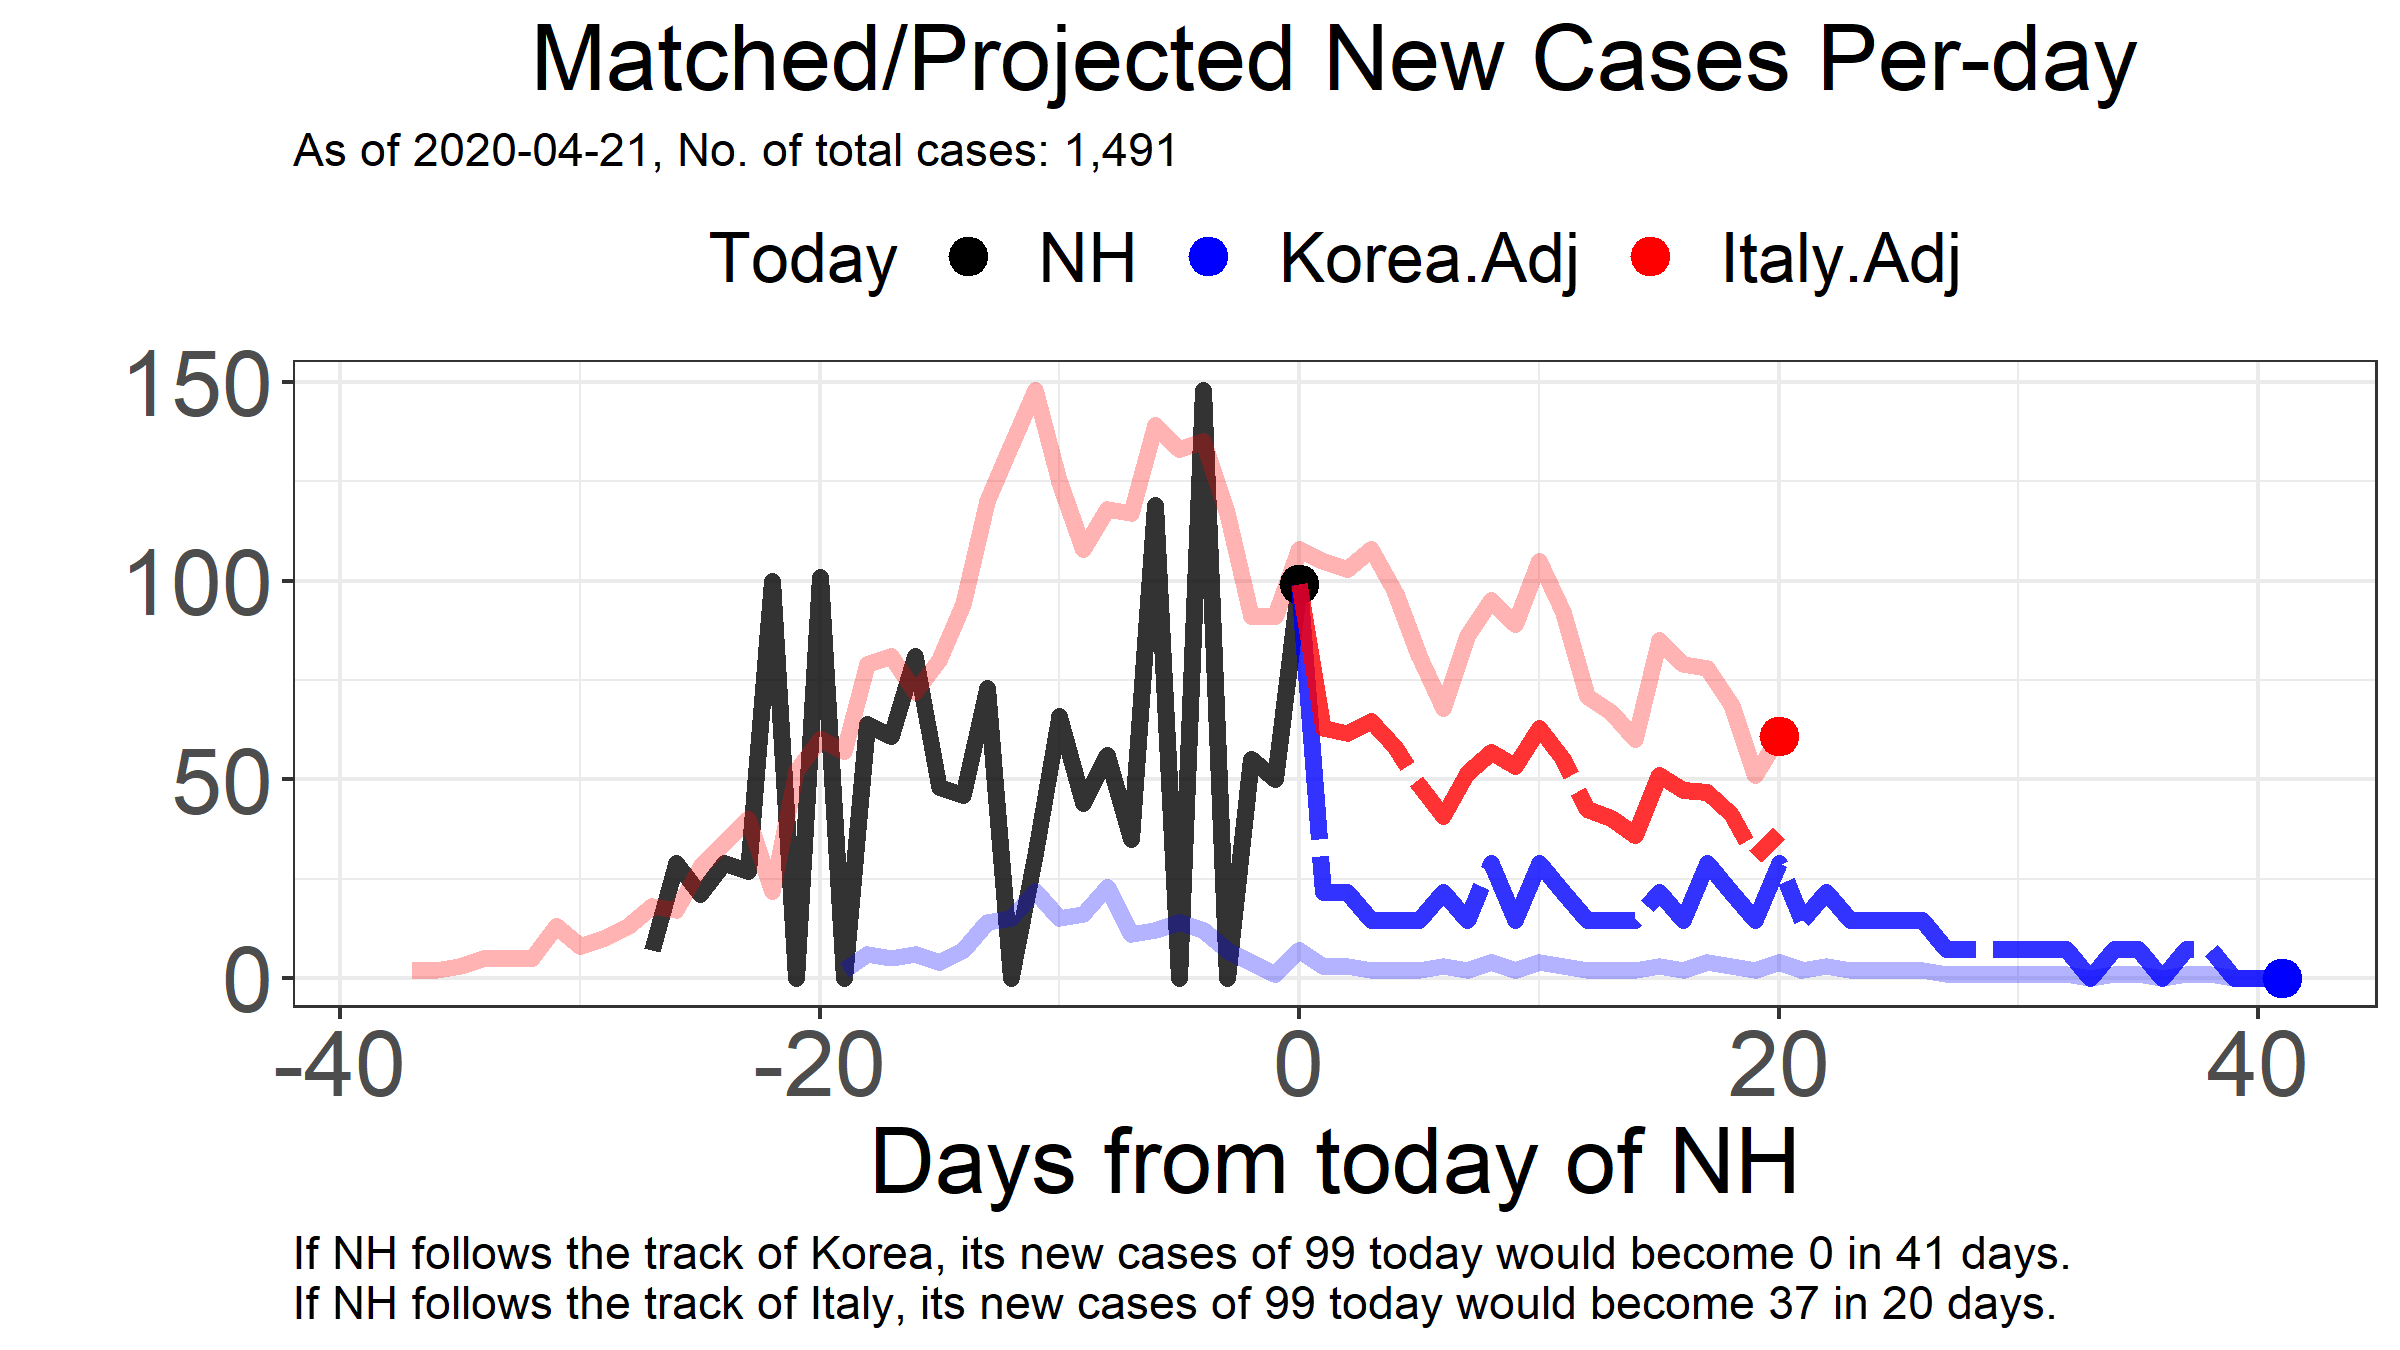 Matched/Projected New Cases Per-day
As of 2020-04-21, No. of total cases: 1,491
Today NH Korea.Adj Italy.Adj
150
100
50
0
-40 -20 0 20 40
Days from today of NH
If NH follows the track of Korea, its new cases of 99 today would become 0 in 41 days.
If NH follows the track of Italy, its new cases of 99 today would become 37 in 20 days.